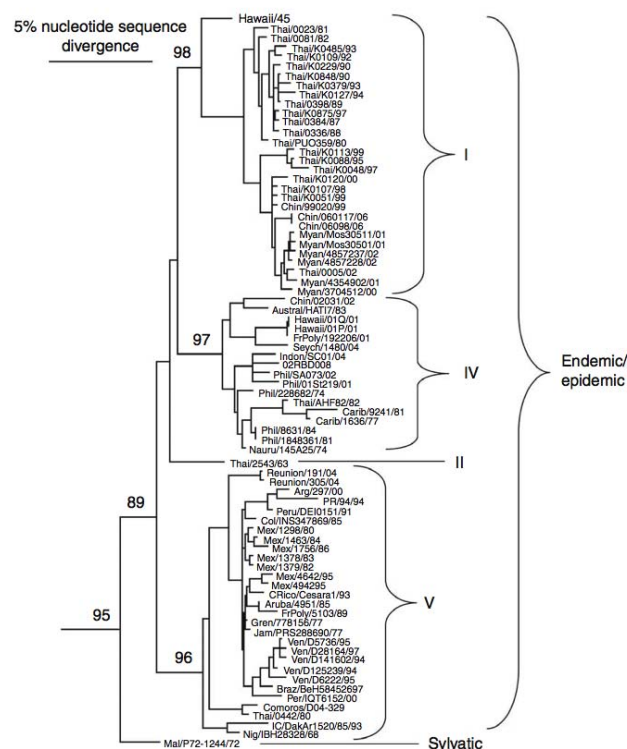 5% nucleotide sequence
divergence
Hawaii/45
Thai/0023/81
Thai/0081/82
Thai/K0485/93
Thai/K0109/92
Thai/K0229/90
Thai/K0848/90
Thai/K0379/93
Thai/K0127/94
Thai/0398/89
Thai/K0875/97
Thai/0384/87
Thai/0336/88
Thai/PUO359/80
Thai/K0113/99
Thai/K0088/95
Thai/K0048/97
Thai/K0120/00
Thai/K0107/98
Thai/K0051/99
Chin/99020/99
Chin/060117/06
Chin/06098/06
Myan/Mos30511/01
Myan/Mos30501/01
Myan/4857237/02
Myan/4857228/02
Thai/0005/02
Myan/4354902/01
Myan/3704512/00
98
I
Chin/02031/02
Austral/HATI7/83
Hawaii/01Q/01
Hawaii/01P/01
FrPoly/192206/01
Seych/1480/04
Indon/SC01/04
02RBD008
Phil/SA073/02
Phil/01St219/01
Phil/228682/74
Thai/AHF82/82
Carib/9241/81
Carib/1636/77
Phil/8631/84
Phil/1848361/81
Nauru/145A25/74
97
IV
Endemic/
epidemic
Thai/2543/63
II
89
Reunion/191/04
Reunion/305/04
Arg/297/00
PR/94/94
Peru/DEI0151/91
Col/INS347869/85
Mex/1298/80
Mex/1463/84
Mex/1756/86
Mex/1378/83
Mex/1379/82
Mex/4642/95
Mex/494295
CRico/Cesara1/93
Aruba/4951/85
FrPoly/5103/89
Gren/778156/77
Jam/PRS288690/77
Ven/D5736/95
Ven/D28164/97
Ven/D141602/94
Ven/D125239/94
Ven/D6222/95
Braz/BeH58452697
Per/IQT6152/00
Comoros/D04-329
Thai/0442/80
IC/DakAr1520/85/93
Nig/IBH28328/68
96
V
95
Mal/P72-1244/72
Sylvatic